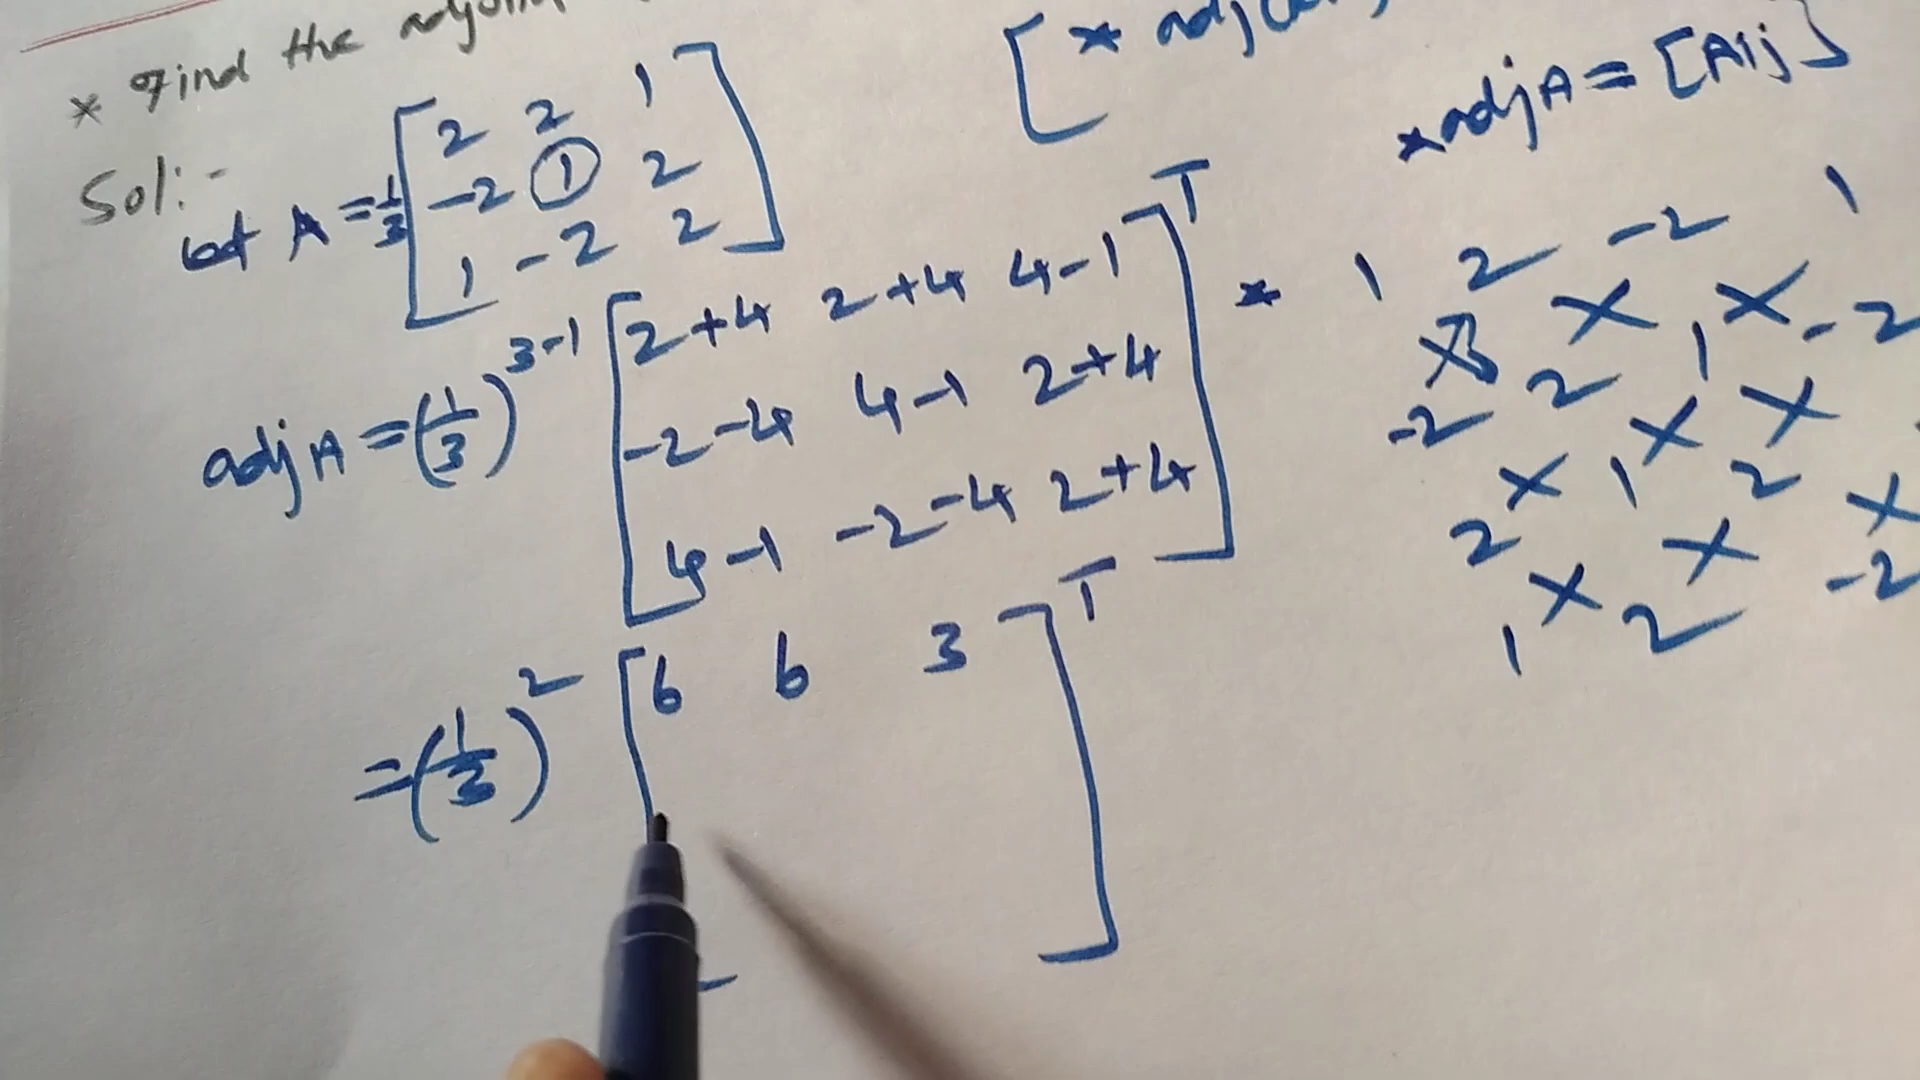 * Find the
[* adj
*adjA = [Aij]
Sol:-
let A = 1/3 [2 2 1
-2 1 2
1 -2 2]
adjA = (1/3)^3-1 [2+4 2+4 4-1
-2-4 4-1 2+4
4-1 -2-4 2+4]^T
* 1 2 -2 1
2 1 -2
-2
2 1 2
1 2 -2
= (1/3)^2 [6 6 3 ]^T